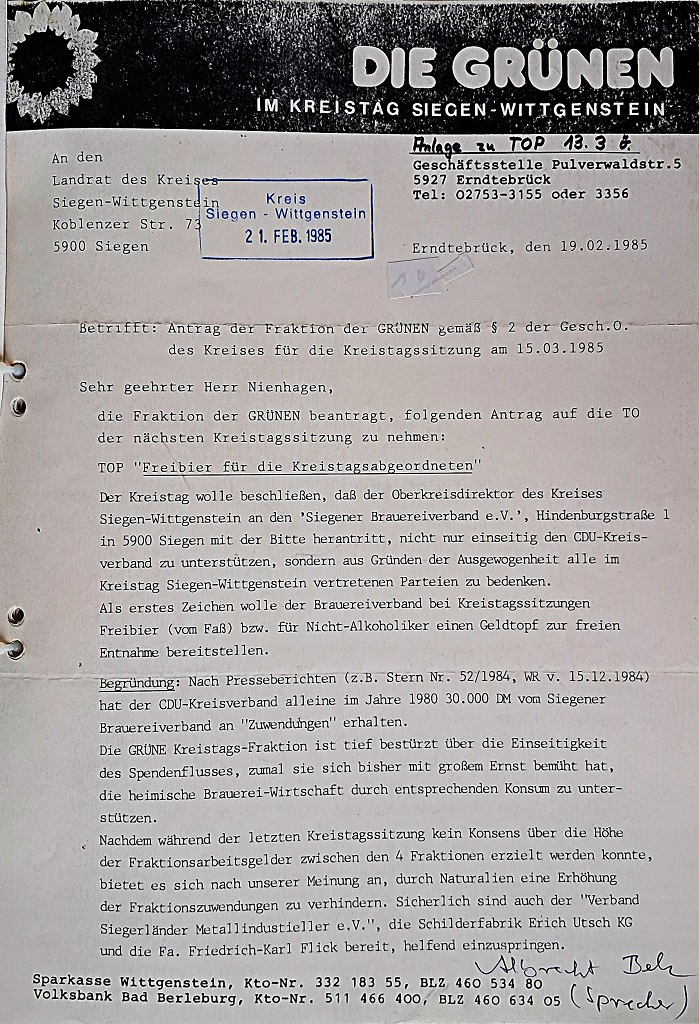 DIE GRÜNEN
IM KREISTAG SIEGEN-WITTGENSTEIN
Anlage zu TOP 13.3 ö.
Geschäftsstelle Pulverwaldstr.5
5927 Erndtebrück
Tel: 02753-3155 oder 3356
An den
Landrat des Kreises
Siegen-Wittgenstein
Koblenzer Str. 73
5900 Siegen
Kreis
Siegen - Wittgenstein
21. FEB. 1985
Erndtebrück, den 19.02.1985
Betrifft: Antrag der Fraktion der GRÜNEN gemäß § 2 der Gesch.O.
des Kreises für die Kreistagssitzung am 15.03.1985
Sehr geehrter Herr Nienhagen,
die Fraktion der GRÜNEN beantragt, folgenden Antrag auf die TO
der nächsten Kreistagssitzung zu nehmen:
TOP "Freibier für die Kreistagsabgeordneten"
Der Kreistag wolle beschließen, daß der Oberkreisdirektor des Kreises
Siegen-Wittgenstein an den 'Siegener Brauereiverband e.V.', Hindenburgstraße 1
in 5900 Siegen mit der Bitte herantritt, nicht nur einseitig den CDU-Kreis-
verband zu unterstützen, sondern aus Gründen der Ausgewogenheit alle im
Kreistag Siegen-Wittgenstein vertretenen Parteien zu bedenken.
Als erstes Zeichen wolle der Brauereiverband bei Kreistagssitzungen
Freibier (vom Faß) bzw. für Nicht-Alkoholiker einen Geldtopf zur freien
Entnahme bereitstellen.
Begründung: Nach Presseberichten (z.B. Stern Nr. 52/1984, WR v. 15.12.1984)
hat der CDU-Kreisverband alleine im Jahre 1980 30.000 DM vom Siegener
Brauereiverband an "Zuwendungen" erhalten.
Die GRÜNE Kreistags-Fraktion ist tief bestürzt über die Einseitigkeit
des Spendenflusses, zumal sie sich bisher mit großem Ernst bemüht hat,
die heimische Brauerei-Wirtschaft durch entsprechenden Konsum zu unter-
stützen.
Nachdem während der letzten Kreistagssitzung kein Konsens über die Höhe
der Fraktionsarbeitsgelder zwischen den 4 Fraktionen erzielt werden konnte,
bietet es sich nach unserer Meinung an, durch Naturalien eine Erhöhung
der Fraktionszuwendungen zu verhindern. Sicherlich sind auch der "Verband
Siegerländer Metallindustieller e.V.", die Schilderfabrik Erich Utsch KG
und die Fa. Friedrich-Karl Flick bereit, helfend einzuspringen.
Albrecht
(Sprecher)
Sparkasse Wittgenstein, Kto-Nr. 332 183 55, BLZ 460 534 80
Volksbank Bad Berleburg, Kto-Nr. 511 466 400, BLZ 460 634 05